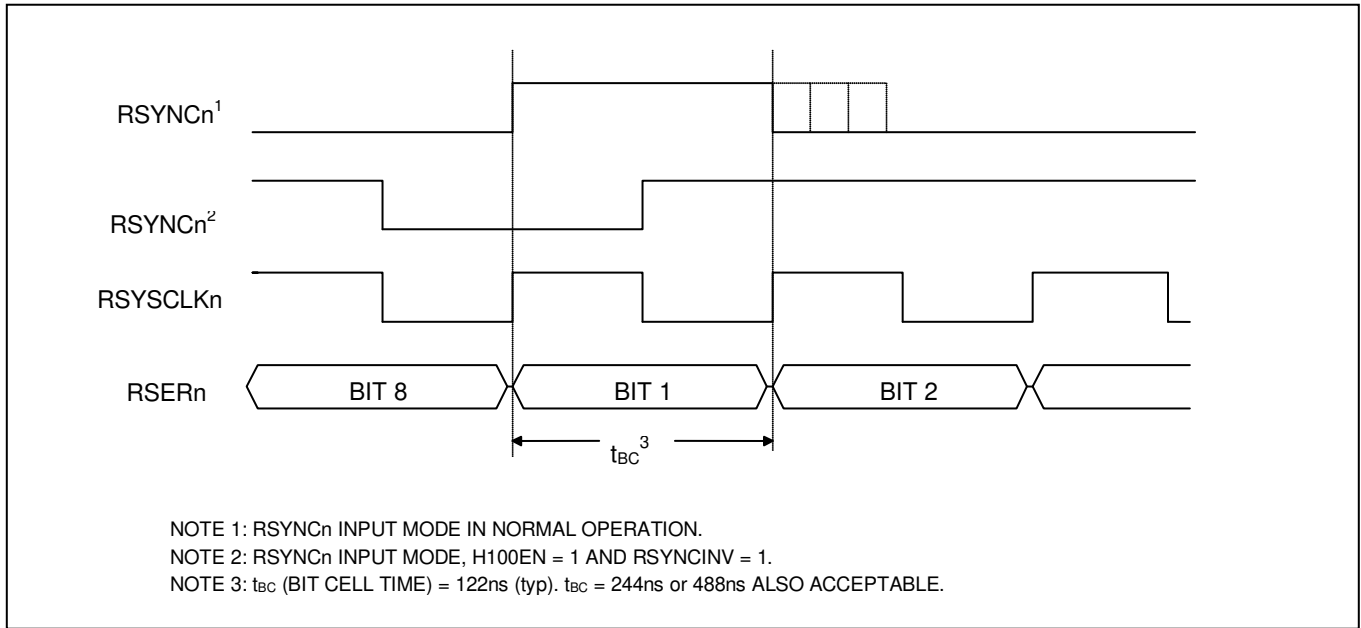 RSYNCn¹
RSYNCn²
RSYSCLKn
RSERn
BIT 8
BIT 1
BIT 2
tBC³
NOTE 1: RSYNCn INPUT MODE IN NORMAL OPERATION.
NOTE 2: RSYNCn INPUT MODE, H100EN = 1 AND RSYNCINV = 1.
NOTE 3: tBC (BIT CELL TIME) = 122ns (typ). tBC = 244ns or 488ns ALSO ACCEPTABLE.